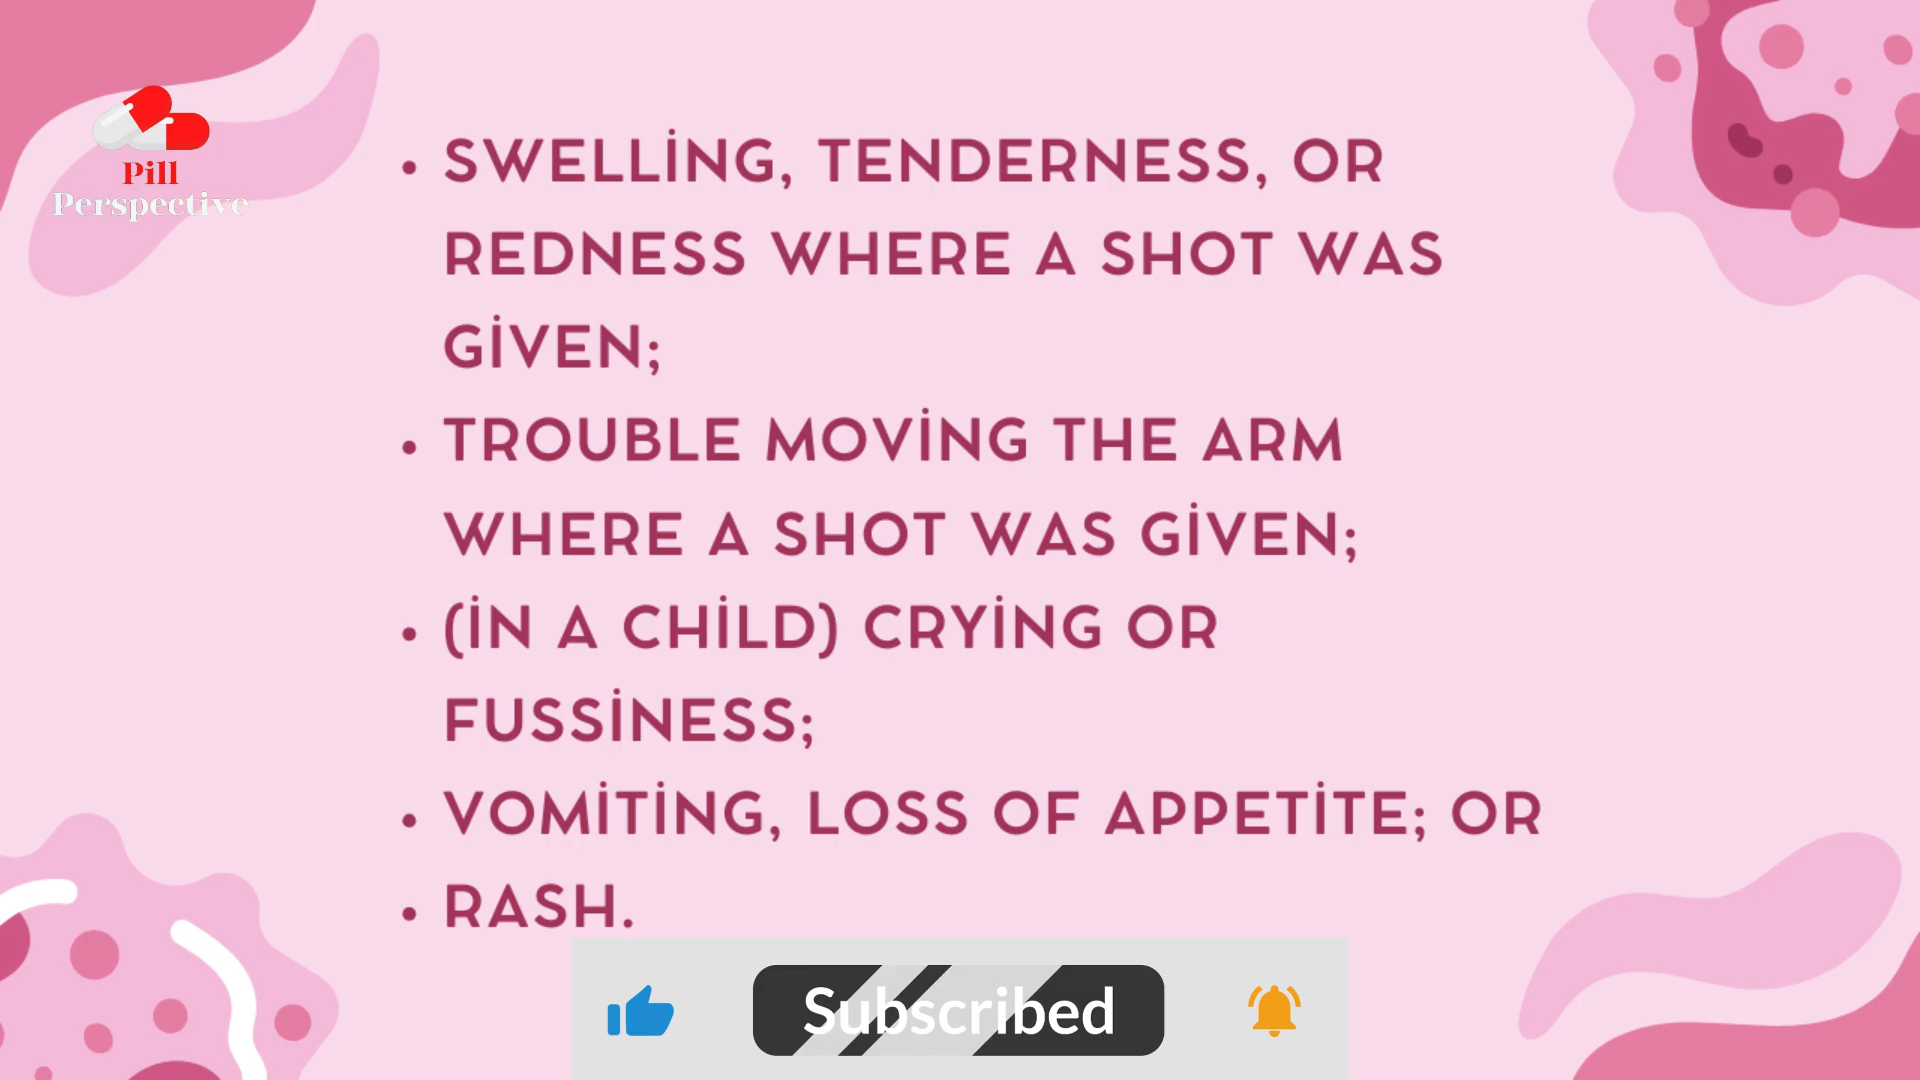 Pill
Perspective
• SWELLİNG, TENDERNESS, OR
REDNESS WHERE A SHOT WAS
GİVEN;
• TROUBLE MOVİNG THE ARM
WHERE A SHOT WAS GİVEN;
• (İN A CHİLD) CRYİNG OR
FUSSİNESS;
• VOMİTİNG, LOSS OF APPETİTE; OR
• RASH.
Subscribed